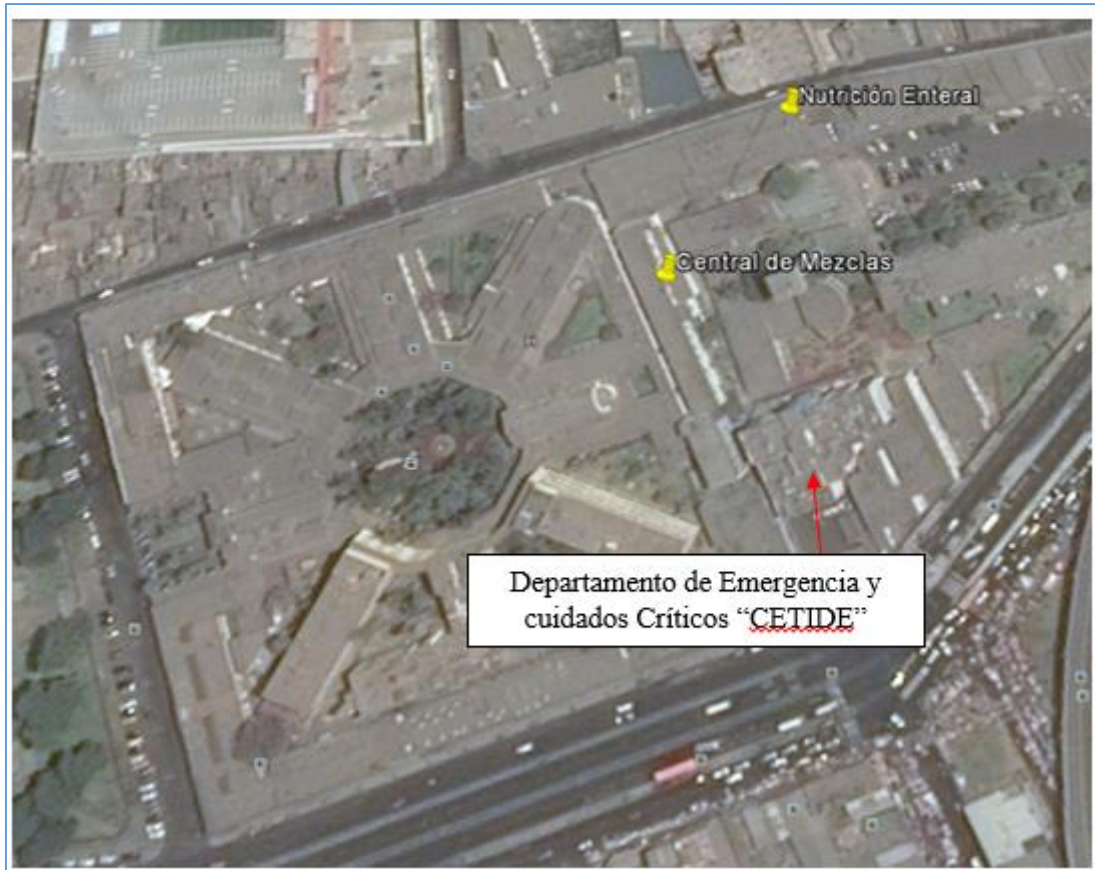 Nutrición Enteral
Central de Mezclas
Departamento de Emergencia y
cuidados Críticos “CETIDE”